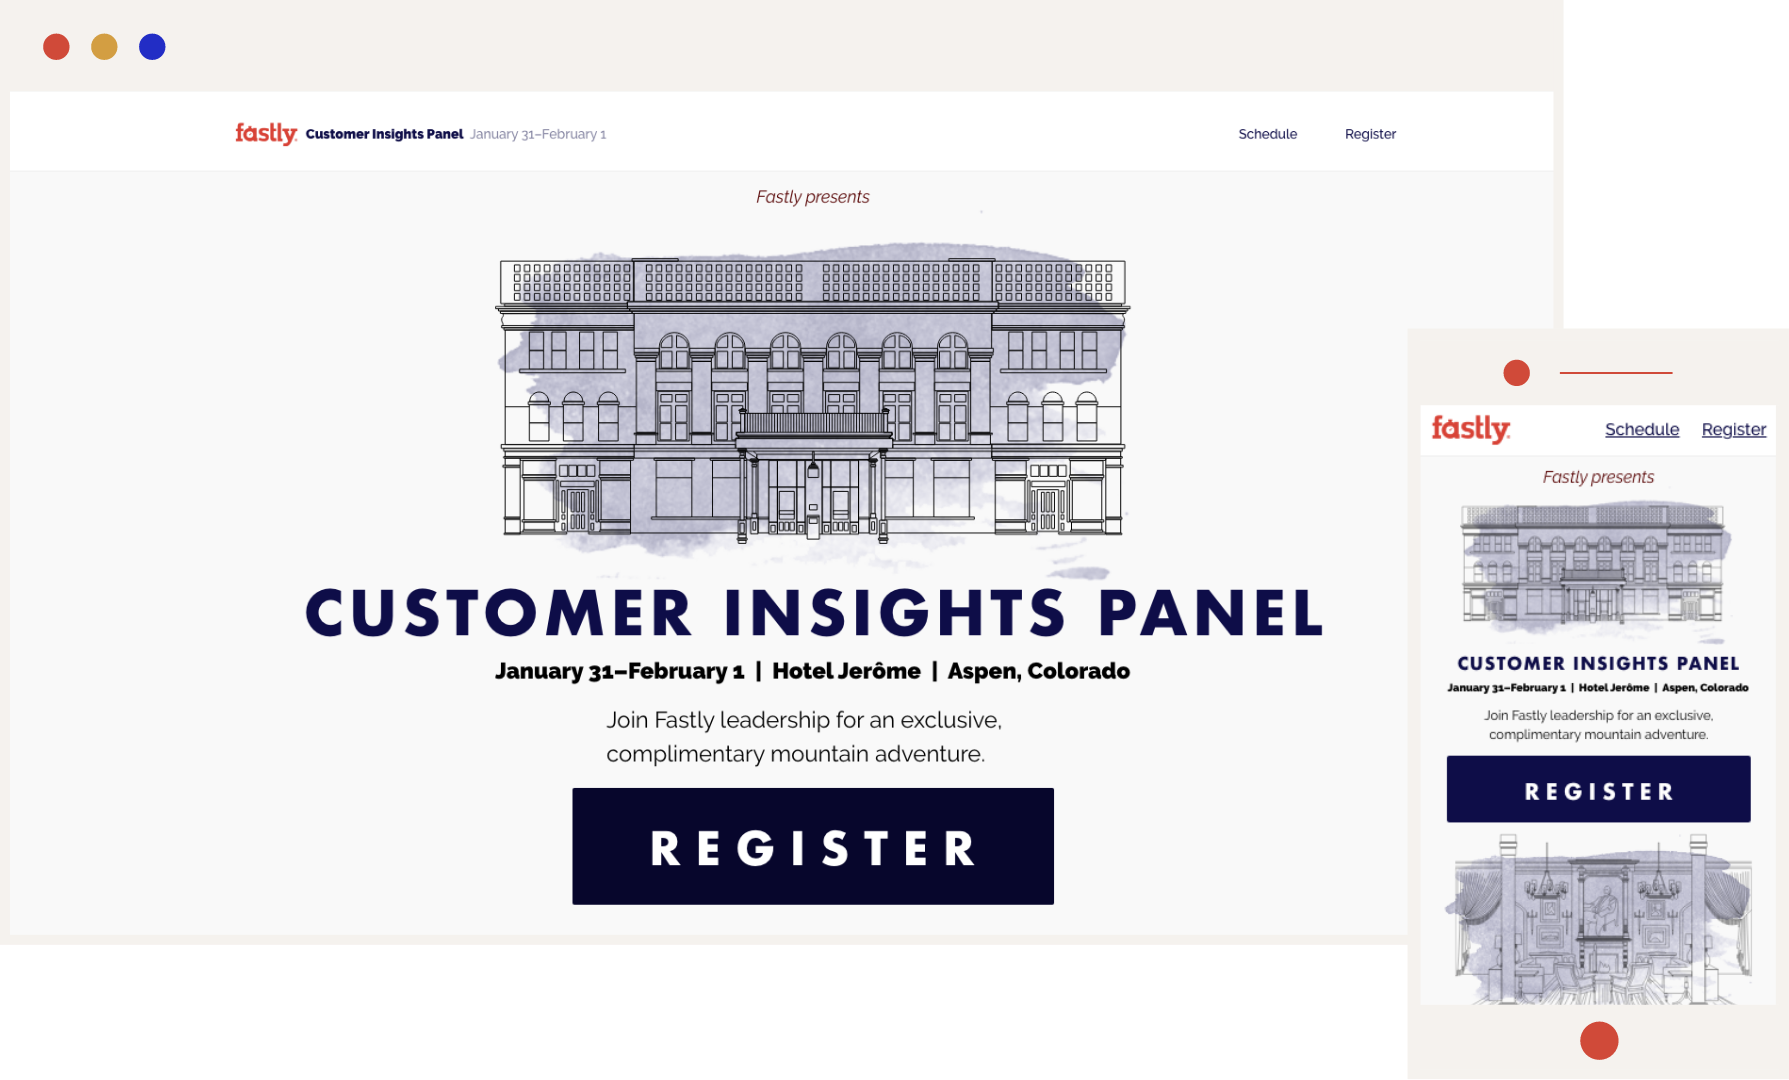 fastly Customer Insights Panel January 31–February 1
Schedule Register
Fastly presents
CUSTOMER INSIGHTS PANEL
January 31–February 1 | Hotel Jerôme | Aspen, Colorado
Join Fastly leadership for an exclusive,
complimentary mountain adventure.
REGISTER
fastly
Schedule Register
Fastly presents
CUSTOMER INSIGHTS PANEL
January 31–February 1 | Hotel Jerôme | Aspen, Colorado
Join Fastly leadership for an exclusive,
complimentary mountain adventure.
REGISTER